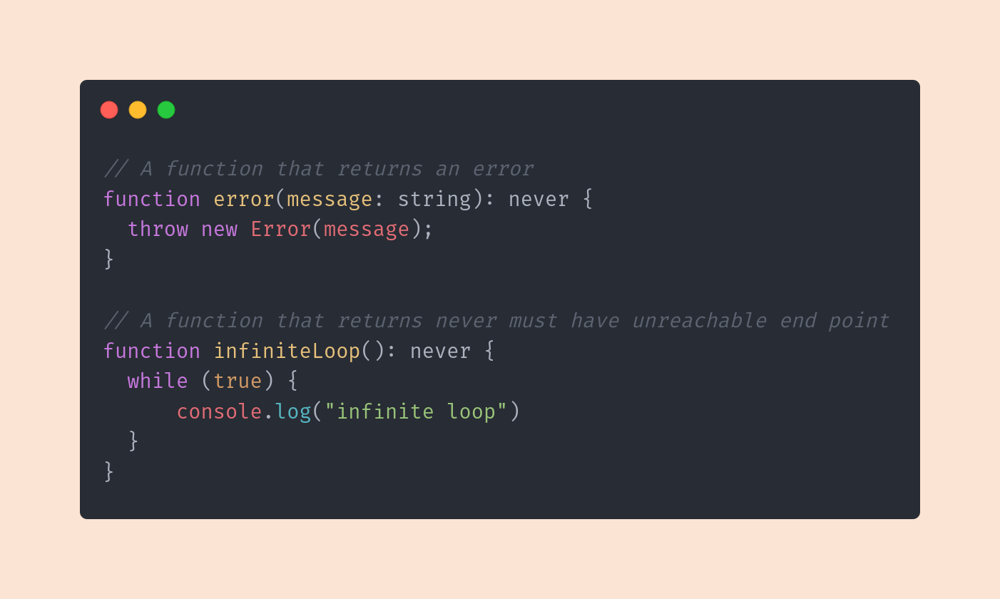 // A function that returns an error
function error(message: string): never {
  throw new Error(message);
}

// A function that returns never must have unreachable end point
function infiniteLoop(): never {
  while (true) {
      console.log("infinite loop")
  }
}